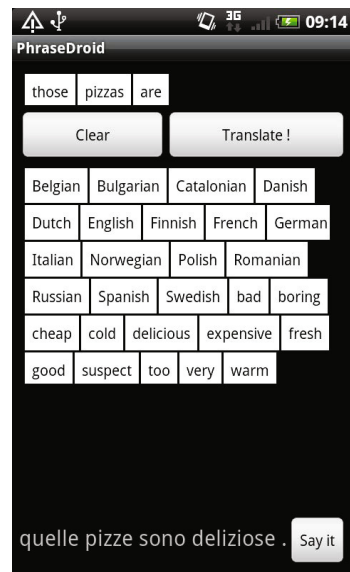 3G 09:14
PhraseDroid
those pizzas are
Clear Translate !
Belgian Bulgarian Catalonian Danish
Dutch English Finnish French German
Italian Norwegian Polish Romanian
Russian Spanish Swedish bad boring
cheap cold delicious expensive fresh
good suspect too very warm
quelle pizze sono deliziose . Say it